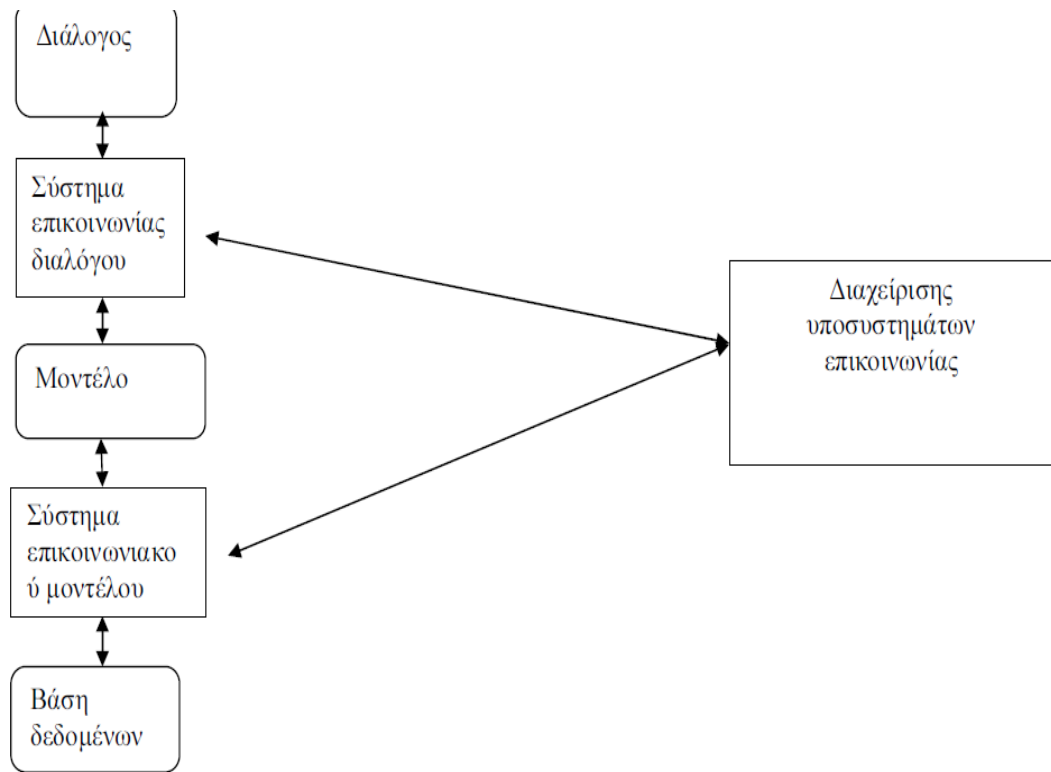 Διάλογος
Σύστημα
επικοινωνίας
διαλόγου
Διαχείρισης
υποσυστημάτων
επικοινωνίας
Μοντέλο
Σύστημα
επικοινωνιακο
ύ μοντέλου
Βάση
δεδομένων